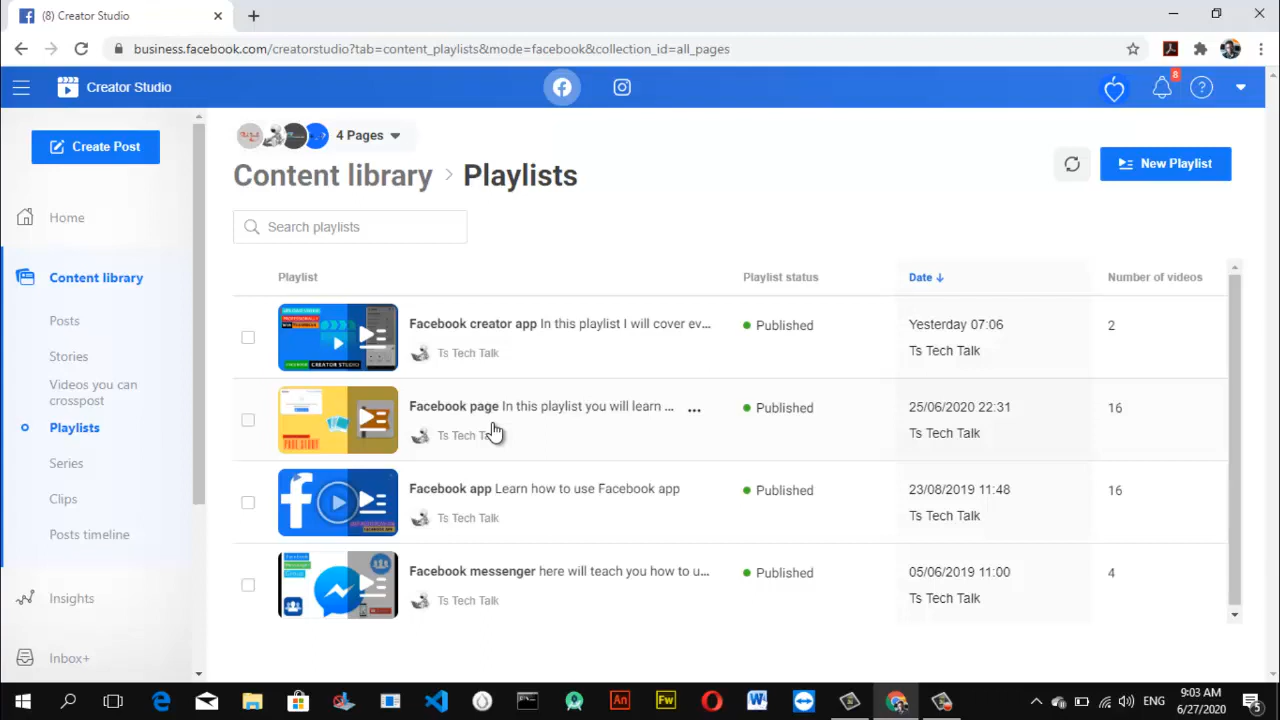 (8) Creator Studio
business.facebook.com/creatorstudio?tab=content_playlists&mode=facebook&collection_id=all_pages
Creator Studio
8
Create Post
Home
Content library
Posts
Stories
Videos you can
crosspost
Playlists
Series
Clips
Posts timeline
Insights
Inbox+
4 Pages
Content library > Playlists
New Playlist
Search playlists
Playlist Playlist status Date ↓ Number of videos
Facebook creator app In this playlist I will cover ev...
Ts Tech Talk
Published
Yesterday 07:06
Ts Tech Talk
2
Facebook page In this playlist you will learn ...
Ts Tech
Published
25/06/2020 22:31
Ts Tech Talk
16
Facebook app Learn how to use Facebook app
Ts Tech Talk
Published
23/08/2019 11:48
Ts Tech Talk
16
Facebook messenger here will teach you how to u...
Ts Tech Talk
Published
05/06/2019 11:00
Ts Tech Talk
4
An
Fw
ENG
9:03 AM
6/27/2020
5